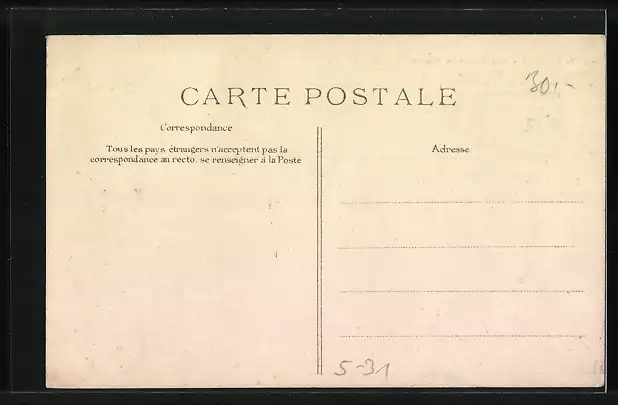 30,-
CARTE POSTALE
Correspondance
Tous les pays étrangers n'acceptent pas la
correspondance au recto, se renseigner à la Poste
Adresse
5-31